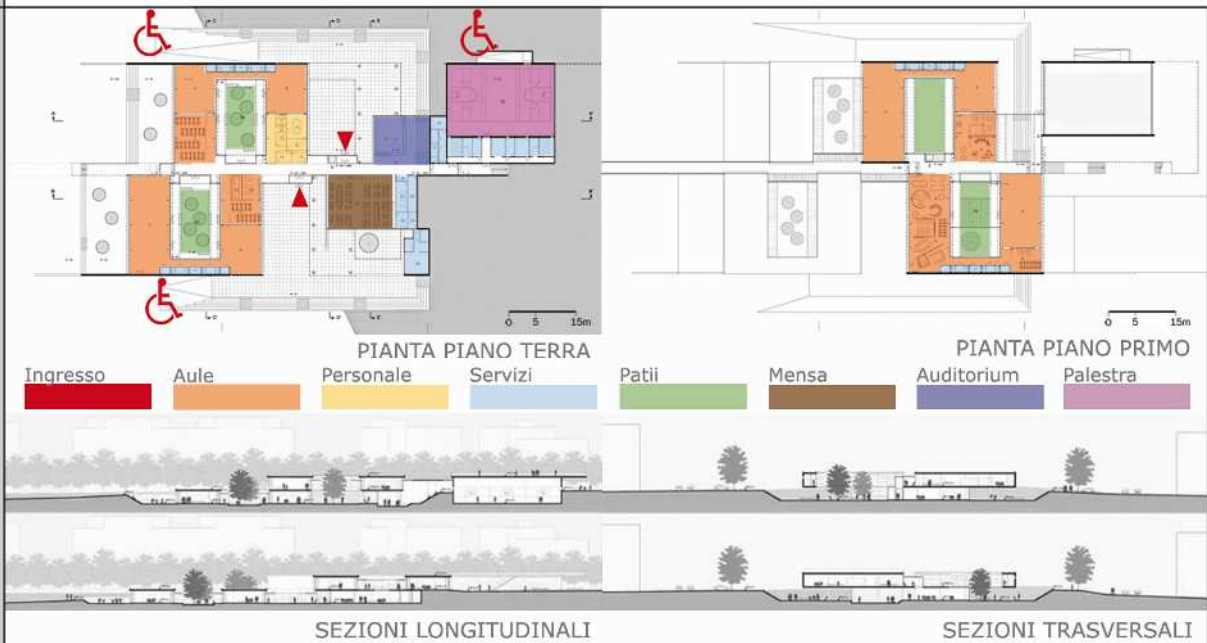 0 5 15m
PIANTA PIANO TERRA
0 5 15m
PIANTA PIANO PRIMO
Ingresso Aule Personale Servizi Patii Mensa Auditorium Palestra
SEZIONI LONGITUDINALI
SEZIONI TRASVERSALI